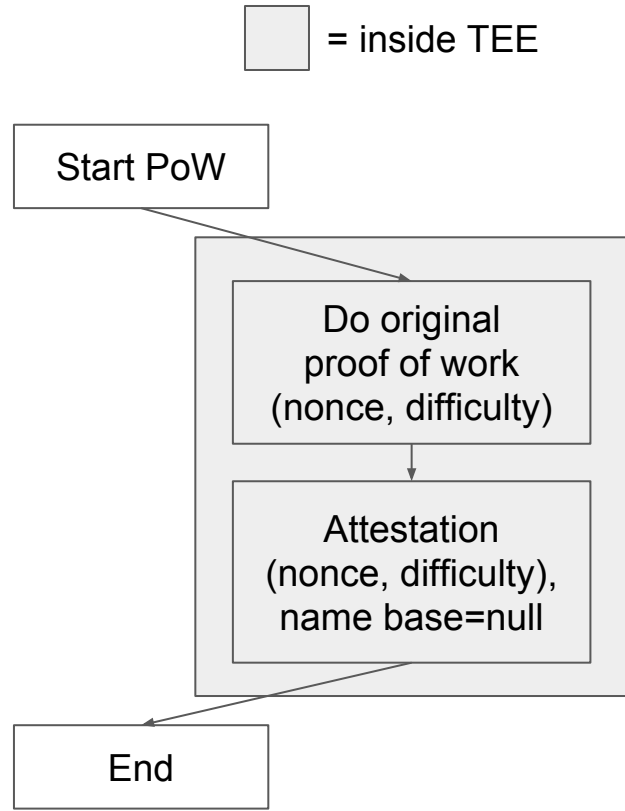 = inside TEE
Start PoW
Do original
proof of work
(nonce, difficulty)
Attestation
(nonce, difficulty),
name base=null
End